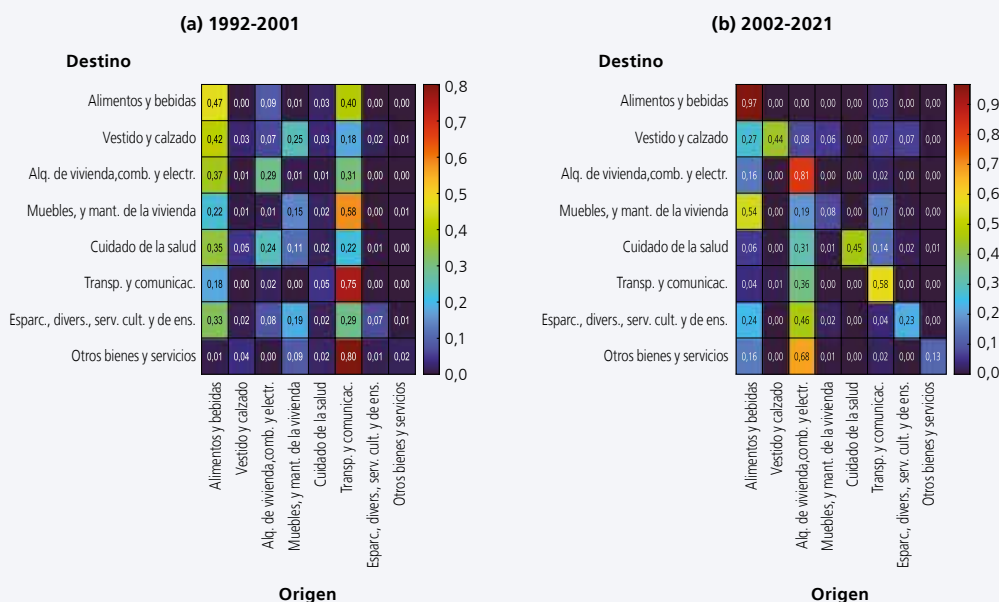 (a) 1992-2001
Destino
Alimentos y bebidas 0,47 0,00 0,09 0,01 0,03 0,40 0,00 0,00
Vestido y calzado 0,42 0,03 0,07 0,25 0,03 0,18 0,02 0,01
Alq. de vivienda,comb. y electr. 0,37 0,01 0,29 0,01 0,01 0,31 0,00 0,00
Muebles, y mant. de la vivienda 0,22 0,01 0,01 0,15 0,02 0,58 0,00 0,01
Cuidado de la salud 0,35 0,05 0,24 0,11 0,02 0,22 0,01 0,00
Transp. y comunicac. 0,18 0,00 0,02 0,00 0,05 0,75 0,00 0,00
Esparc., divers., serv. cult. y de ens. 0,33 0,02 0,19 0,02 0,29 0,07 0,01
Otros bienes y servicios 0,01 0,04 0,00 0,09 0,02 0,80 0,01 0,02
0,8
0,7
0,6
0,5
0,4
0,3
0,2
0,1
0,0
Alimentos y bebidas
Vestido y calzado
Alq. de vivienda,comb. y electr.
Muebles, y mant. de la vivienda
Cuidado de la salud
Transp. y comunicac.
Esparc., divers., serv. cult. y de ens.
Otros bienes y servicios
Origen
(b) 2002-2021
Destino
Alimentos y bebidas 0,97 0,00 0,00 0,00 0,00 0,03 0,00 0,00
Vestido y calzado 0,27 0,44 0,08 0,06 0,00 0,07 0,07 0,00
Alq. de vivienda,comb. y electr. 0,16 0,00 0,81 0,00 0,00 0,02 0,00 0,00
Muebles, y mant. de la vivienda 0,54 0,00 0,19 0,08 0,00 0,17 0,00 0,00
Cuidado de la salud 0,06 0,00 0,31 0,01 0,45 0,14 0,02 0,01
Transp. y comunicac. 0,04 0,01 0,36 0,00 0,00 0,58 0,00 0,00
Esparc., divers., serv. cult. y de ens. 0,24 0,00 0,46 0,02 0,00 0,04 0,23 0,00
Otros bienes y servicios 0,16 0,00 0,68 0,01 0,00 0,02 0,00 0,13
0,9
0,8
0,7
0,6
0,5
0,4
0,3
0,2
0,1
0,0
Alimentos y bebidas
Vestido y calzado
Alq. de vivienda,comb. y electr.
Muebles, y mant. de la vivienda
Cuidado de la salud
Transp. y comunicac.
Esparc., divers., serv. cult. y de ens.
Otros bienes y servicios
Origen